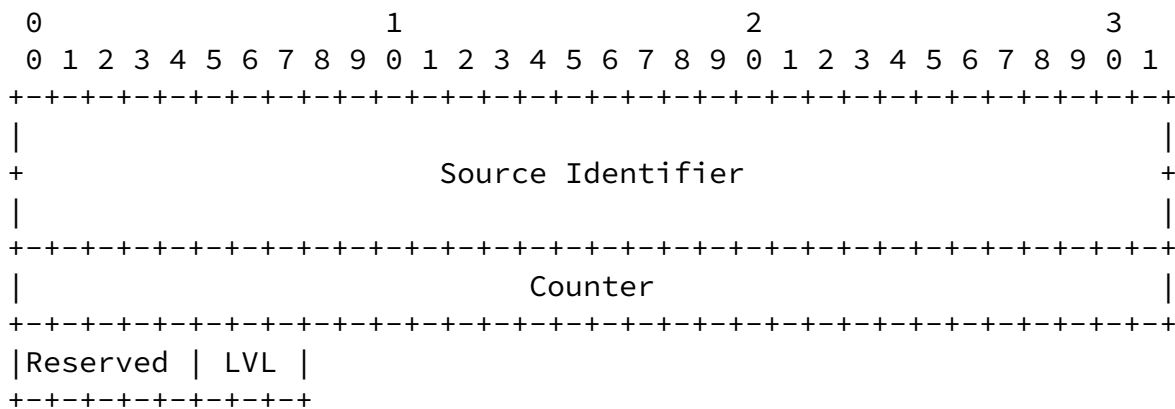 0                   1                   2                   3
 0 1 2 3 4 5 6 7 8 9 0 1 2 3 4 5 6 7 8 9 0 1 2 3 4 5 6 7 8 9 0 1
+-+-+-+-+-+-+-+-+-+-+-+-+-+-+-+-+-+-+-+-+-+-+-+-+-+-+-+-+-+-+-+-+
|                                                               |
+                       Source Identifier                       +
|                                                               |
+-+-+-+-+-+-+-+-+-+-+-+-+-+-+-+-+-+-+-+-+-+-+-+-+-+-+-+-+-+-+-+-+
|                            Counter                            |
+-+-+-+-+-+-+-+-+-+-+-+-+-+-+-+-+-+-+-+-+-+-+-+-+-+-+-+-+-+-+-+-+
|Reserved | LVL |
+-+-+-+-+-+-+-+-+